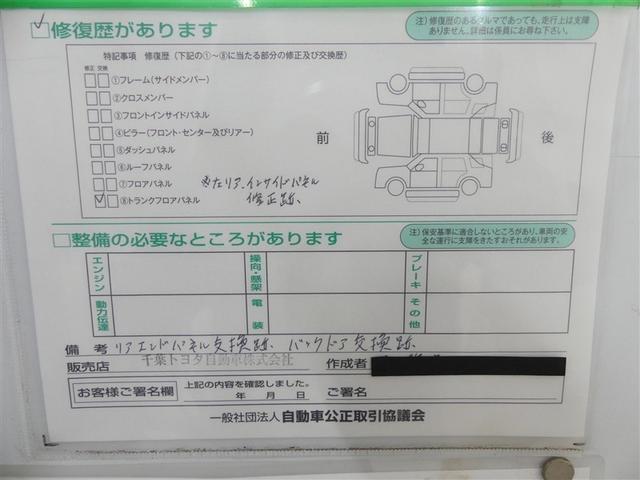 修復歴があります
注）修復歴のあるクルマであっても、走行上は支障
ありません。詳細は係員にお尋ね下さい。
特記事項　修復歴（下記の①～⑧に当たる部分の修正及び交換歴）
修正 交換
①フレーム（サイドメンバー）
②クロスメンバー
③フロントインサイドパネル
④ピラー（フロント・センター及びリアー）
⑤ダッシュパネル
⑥ルーフパネル
⑦フロアパネル
⑧トランクフロアパネル
※左リア.インサイドパネル
修正跡.
前
後
整備の必要なところがあります
注）保安基準に適合しないところがあり、車両の安
全な運行に支障をきたすおそれがあります。
エンジン
操向・懸架
ブレーキ
動力伝達
電装
その他
備考 リアエンドパネル交換跡. バックドア交換跡
販売店 千葉トヨタ自動車株式会社 作成者
お客様ご署名欄 上記の内容を確認しました。
年 月 日 ご署名
一般社団法人 自動車公正取引協議会